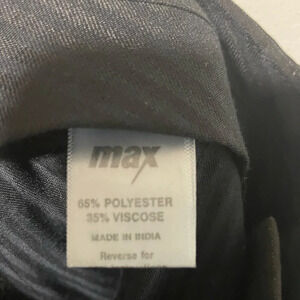 max
65% POLYESTER
35% VISCOSE
MADE IN INDIA
Reverse for